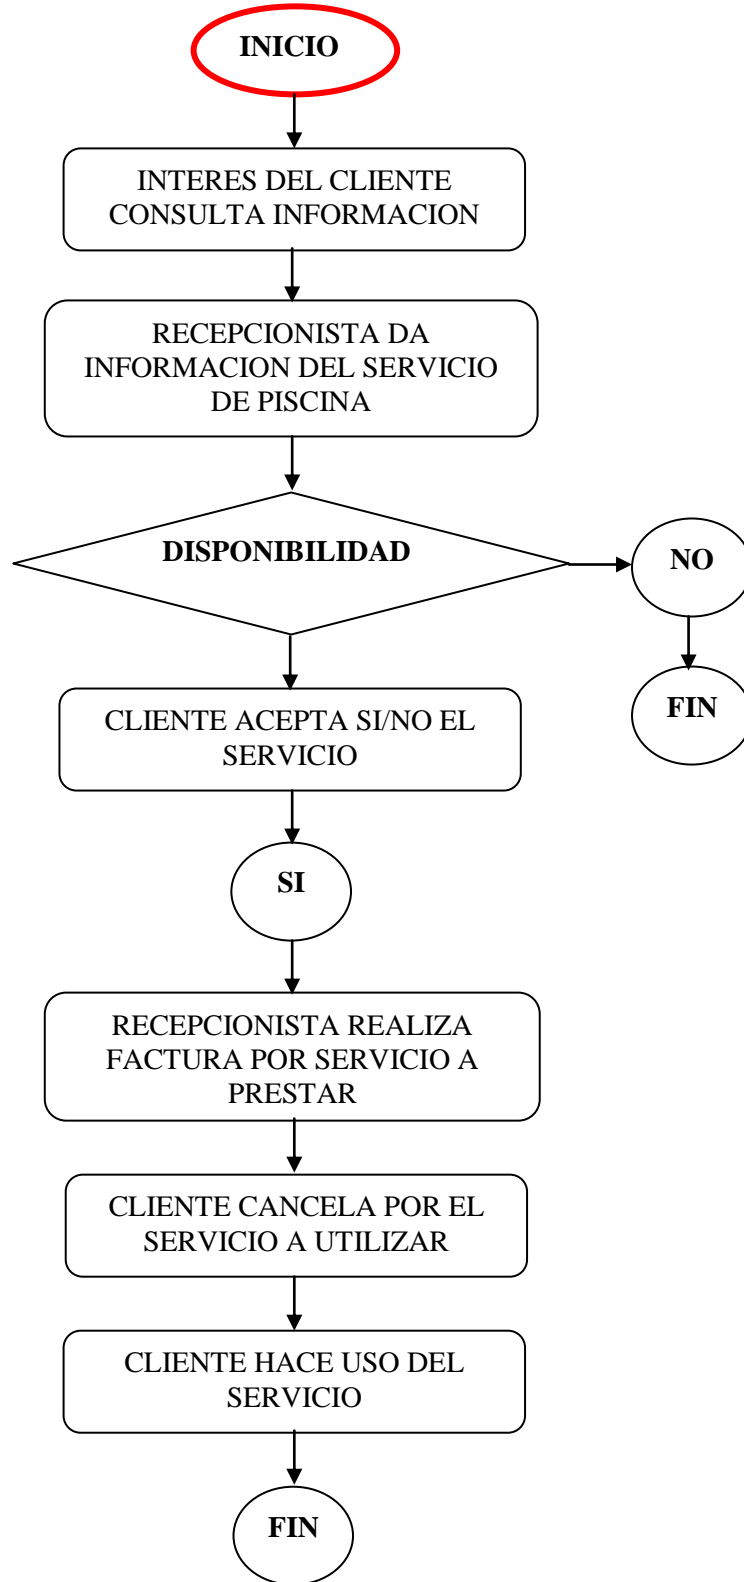 INICIO
INTERES DEL CLIENTE
CONSULTA INFORMACION
RECEPCIONISTA DA
INFORMACION DEL SERVICIO
DE PISCINA
DISPONIBILIDAD
NO
FIN
CLIENTE ACEPTA SI/NO EL
SERVICIO
SI
RECEPCIONISTA REALIZA
FACTURA POR SERVICIO A
PRESTAR
CLIENTE CANCELA POR EL
SERVICIO A UTILIZAR
CLIENTE HACE USO DEL
SERVICIO
FIN